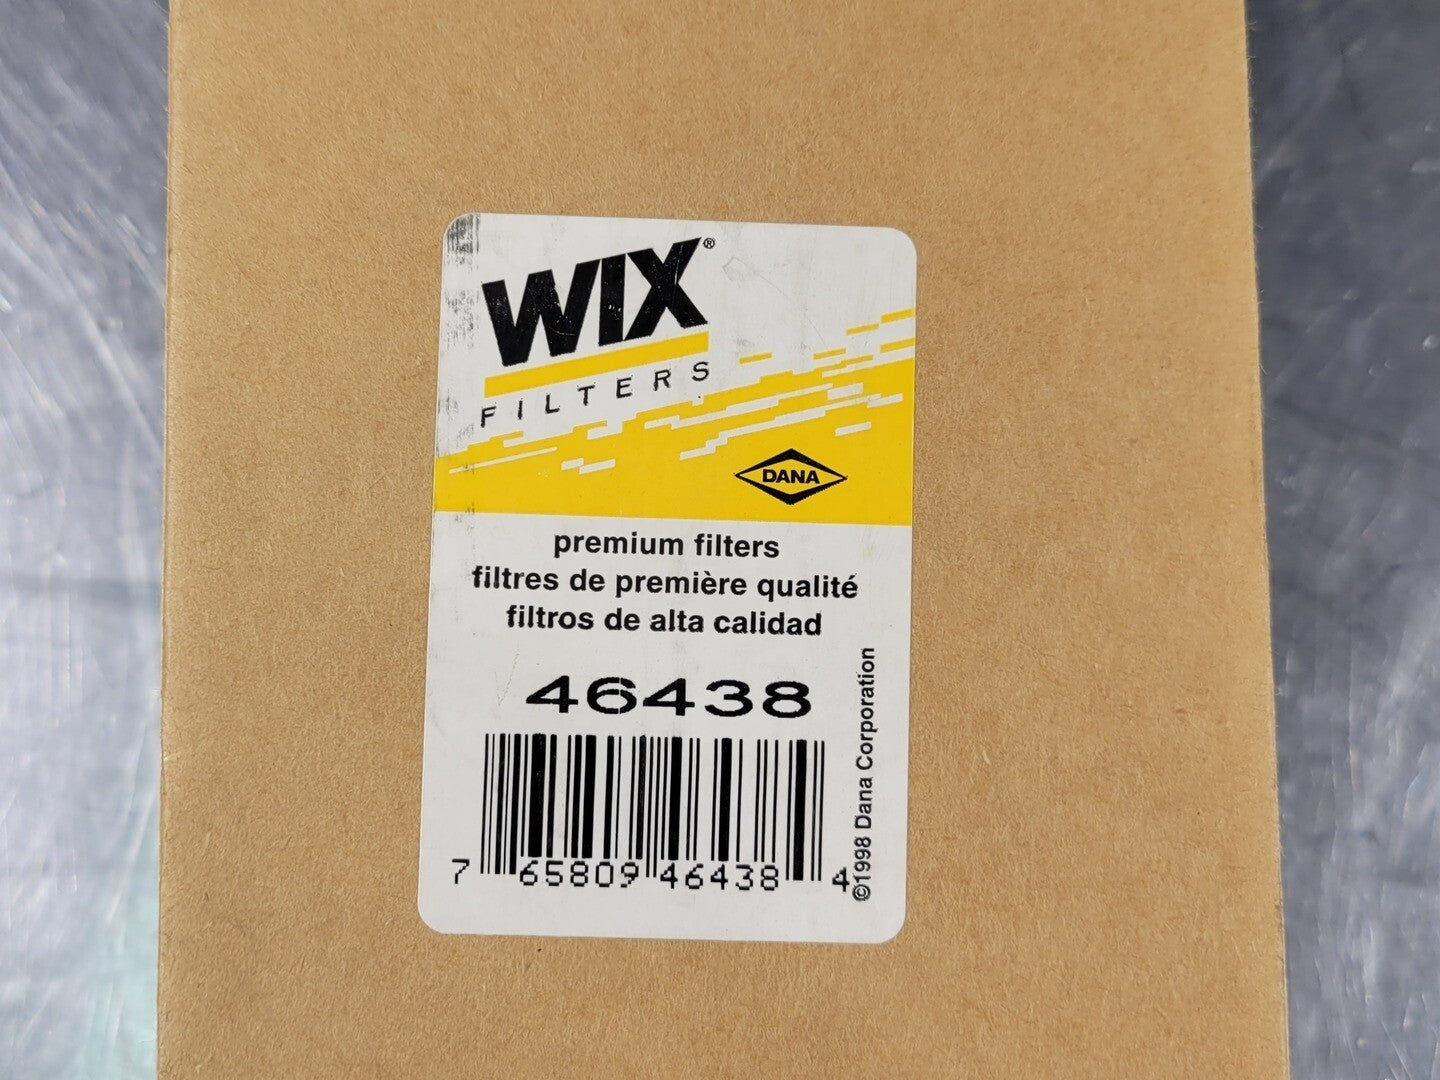 WIX®
FILTERS
DANA
premium filters
filtres de première qualité
filtros de alta calidad
46438
©1998 Dana Corporation
7 65809 46438 4